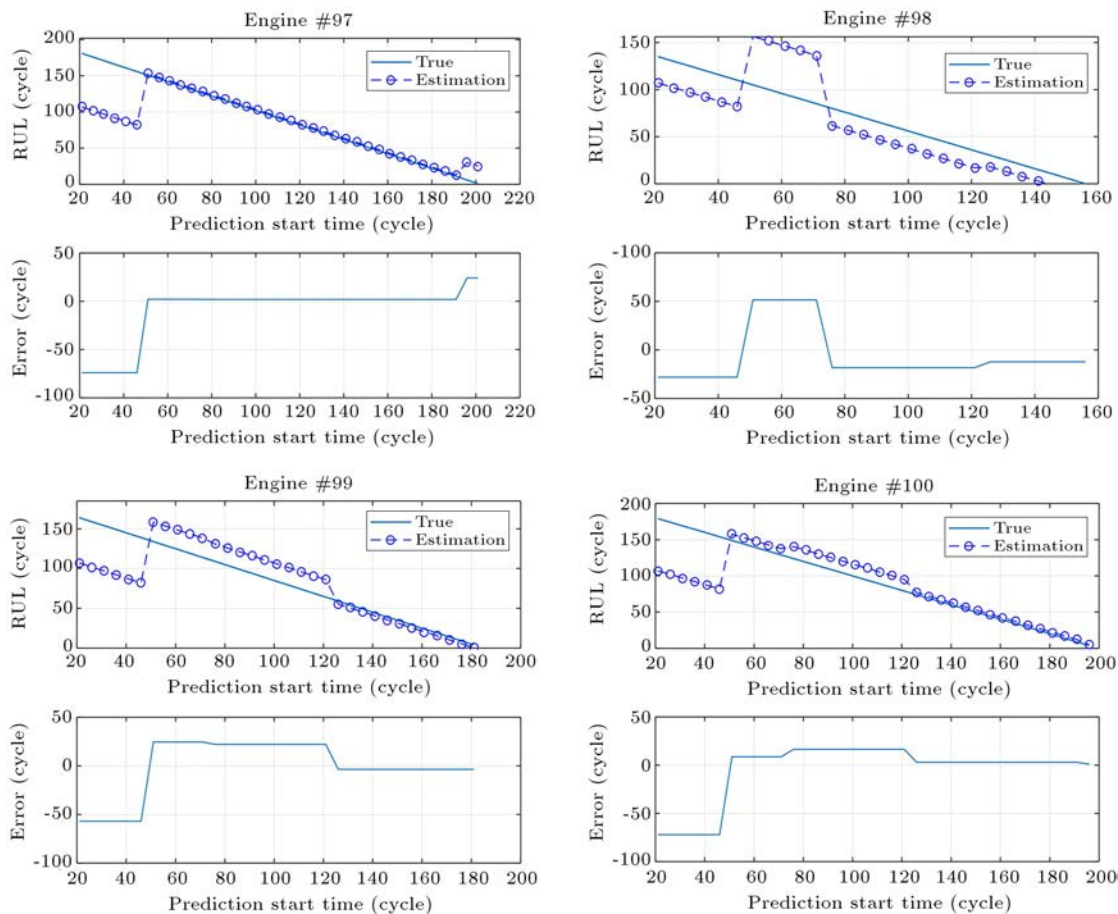 Engine #97
200
150
100
50
0
RUL (cycle)
True
Estimation
20 40 60 80 100 120 140 160 180 200 220
Prediction start time (cycle)
50
0
-50
-100
Error (cycle)
20 40 60 80 100 120 140 160 180 200 220
Prediction start time (cycle)
Engine #98
150
100
50
0
RUL (cycle)
True
Estimation
20 40 60 80 100 120 140 160
Prediction start time (cycle)
-100
50
0
-50
Error (cycle)
20 40 60 80 100 120 140 160
Prediction start time (cycle)
Engine #99
150
100
50
0
RUL (cycle)
True
Estimation
20 40 60 80 100 120 140 160 180 200
Prediction start time (cycle)
50
0
-50
-100
Error (cycle)
20 40 60 80 100 120 140 160 180 200
Prediction start time (cycle)
Engine #100
200
150
100
50
0
RUL (cycle)
True
Estimation
20 40 60 80 100 120 140 160 180 200
Prediction start time (cycle)
50
0
-50
-100
Error (cycle)
20 40 60 80 100 120 140 160 180 200
Prediction start time (cycle)